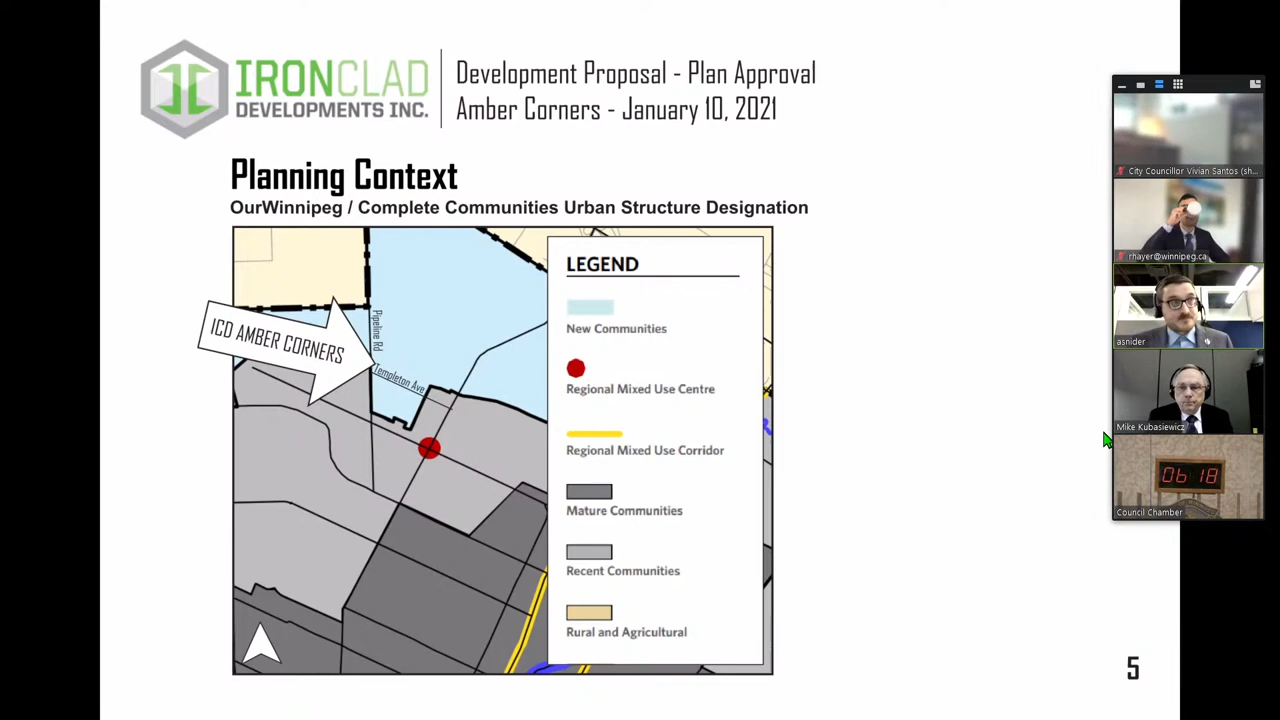 IRONCLAD
DEVELOPMENTS INC.
Development Proposal - Plan Approval
Amber Corners - January 10, 2021
Planning Context
OurWinnipeg / Complete Communities Urban Structure Designation
ICD AMBER CORNERS
Pipeline Rd
Templeton Ave
LEGEND
New Communities
Regional Mixed Use Centre
Regional Mixed Use Corridor
Mature Communities
Recent Communities
Rural and Agricultural
5
City Councillor Vivian Santos (sh...
rhayer@winnipeg.ca
asnider
Mike Kubasiewicz
06 18
Council Chamber